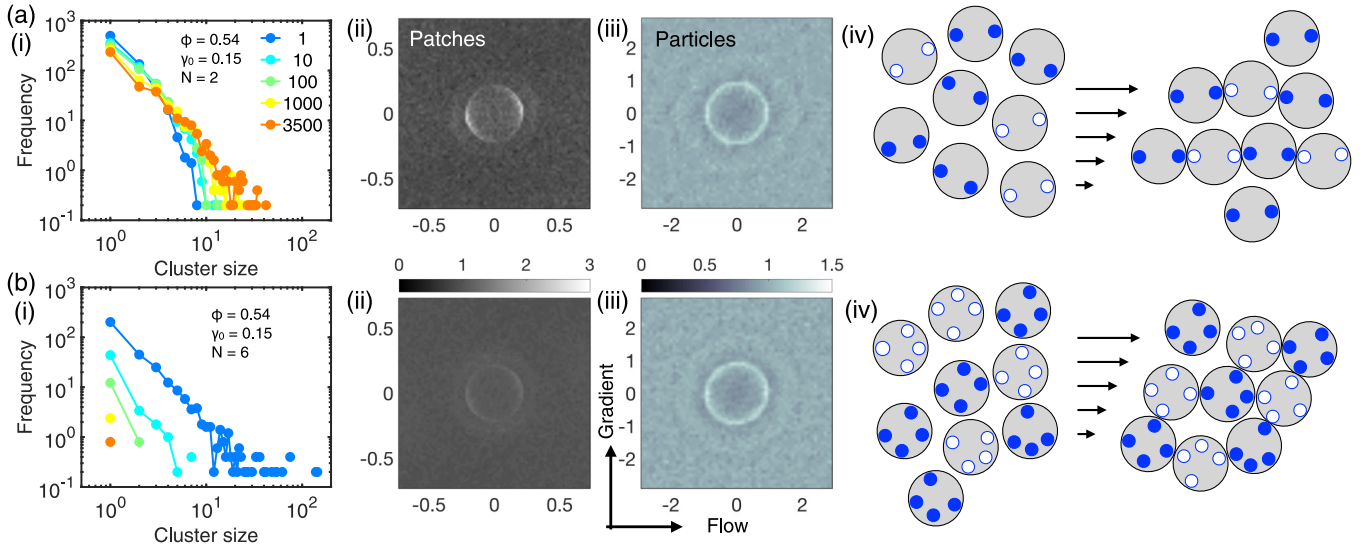 (a)
(i)
10³
10²
10¹
10⁰
10⁻¹
Frequency
ϕ = 0.54
γ₀ = 0.15
N = 2
1
10
100
1000
3500
10⁰
10¹
10²
Cluster size
(ii)
Patches
0.5
0
-0.5
-0.5
0
0.5
(iii)
Particles
2
1
0
-1
-2
-2
0
2
(iv)
0
1
2
3
0
0.5
1
1.5
(b)
(i)
10³
10²
10¹
10⁰
10⁻¹
Frequency
ϕ = 0.54
γ₀ = 0.15
N = 6
10⁰
10¹
10²
Cluster size
(ii)
0.5
0
-0.5
-0.5
0
0.5
(iii)
2
1
0
-1
-2
-2
0
2
Gradient
Flow
(iv)